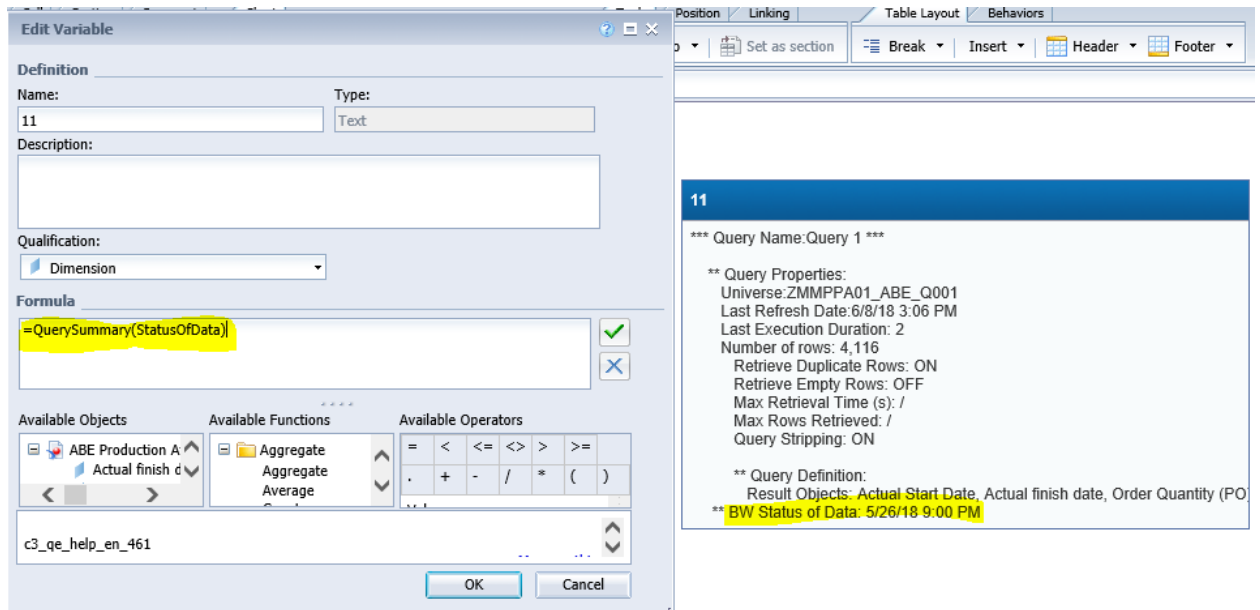 Position
Linking
Table Layout
Behaviors
Edit Variable
Set as section
Break
Insert
Header
Footer
Definition
Name:
Type:
11
Text
Description:
Qualification:
Dimension
Formula
=QuerySummary(StatusOfData)
Available Objects
Available Functions
Available Operators
ABE Production A
Actual finish d
Aggregate
Aggregate
Average
= < <= <> > >=
. + - / * ( )
c3_qe_help_en_461
OK
Cancel
11
*** Query Name:Query 1 ***
** Query Properties:
Universe:ZMMPPA01_ABE_Q001
Last Refresh Date:6/8/18 3:06 PM
Last Execution Duration: 2
Number of rows: 4,116
Retrieve Duplicate Rows: ON
Retrieve Empty Rows: OFF
Max Retrieval Time (s): /
Max Rows Retrieved: /
Query Stripping: ON
** Query Definition:
Result Objects: Actual Start Date, Actual finish date, Order Quantity (PO)
** BW Status of Data: 5/26/18 9:00 PM